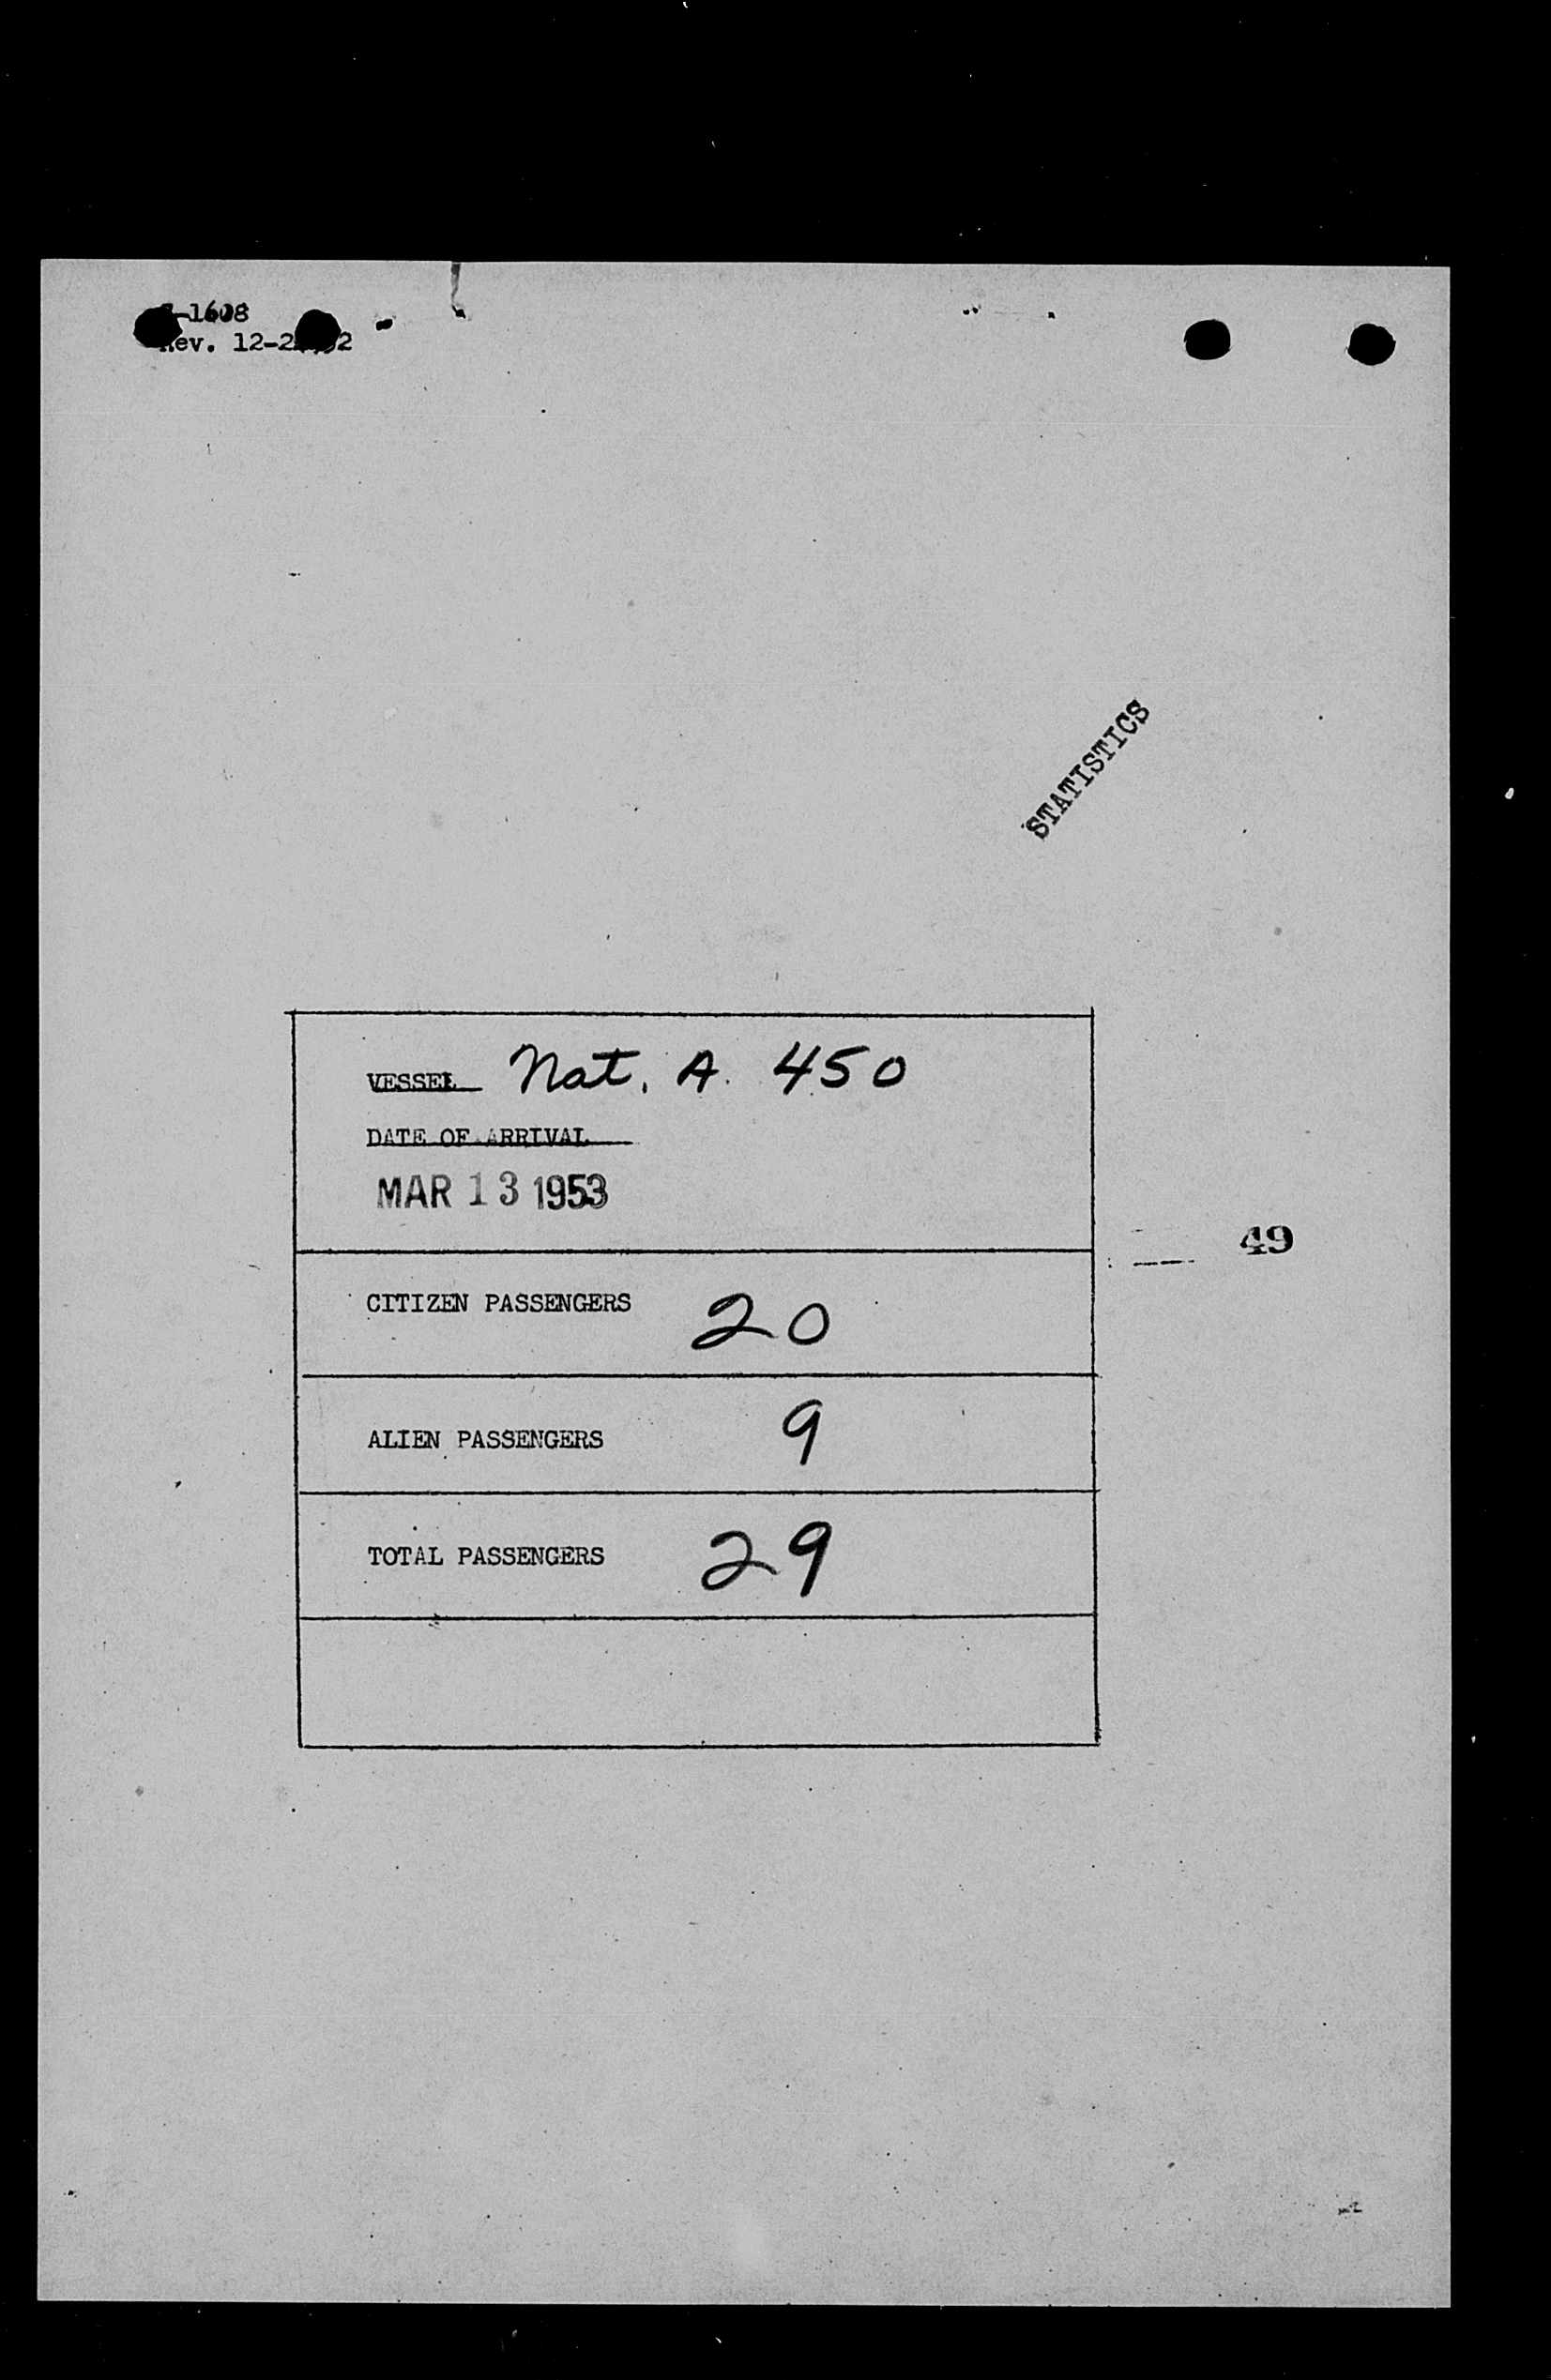 -1608
Rev. 12-2
STATISTICS
VESSEL Nat. A. 450
DATE OF ARRIVAL
MAR 13 1953
49
CITIZEN PASSENGERS 20
ALIEN PASSENGERS 9
TOTAL PASSENGERS 29